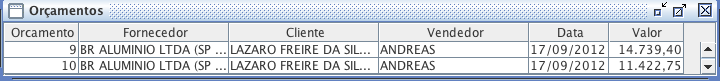 Orçamentos
Orcamento Fornecedor Cliente Vendedor Data Valor
9 BR ALUMINIO LTDA (SP ... LAZARO FREIRE DA SIL... ANDREAS 17/09/2012 14.739,40
10 BR ALUMINIO LTDA (SP ... LAZARO FREIRE DA SIL... ANDREAS 17/09/2012 11.422,75